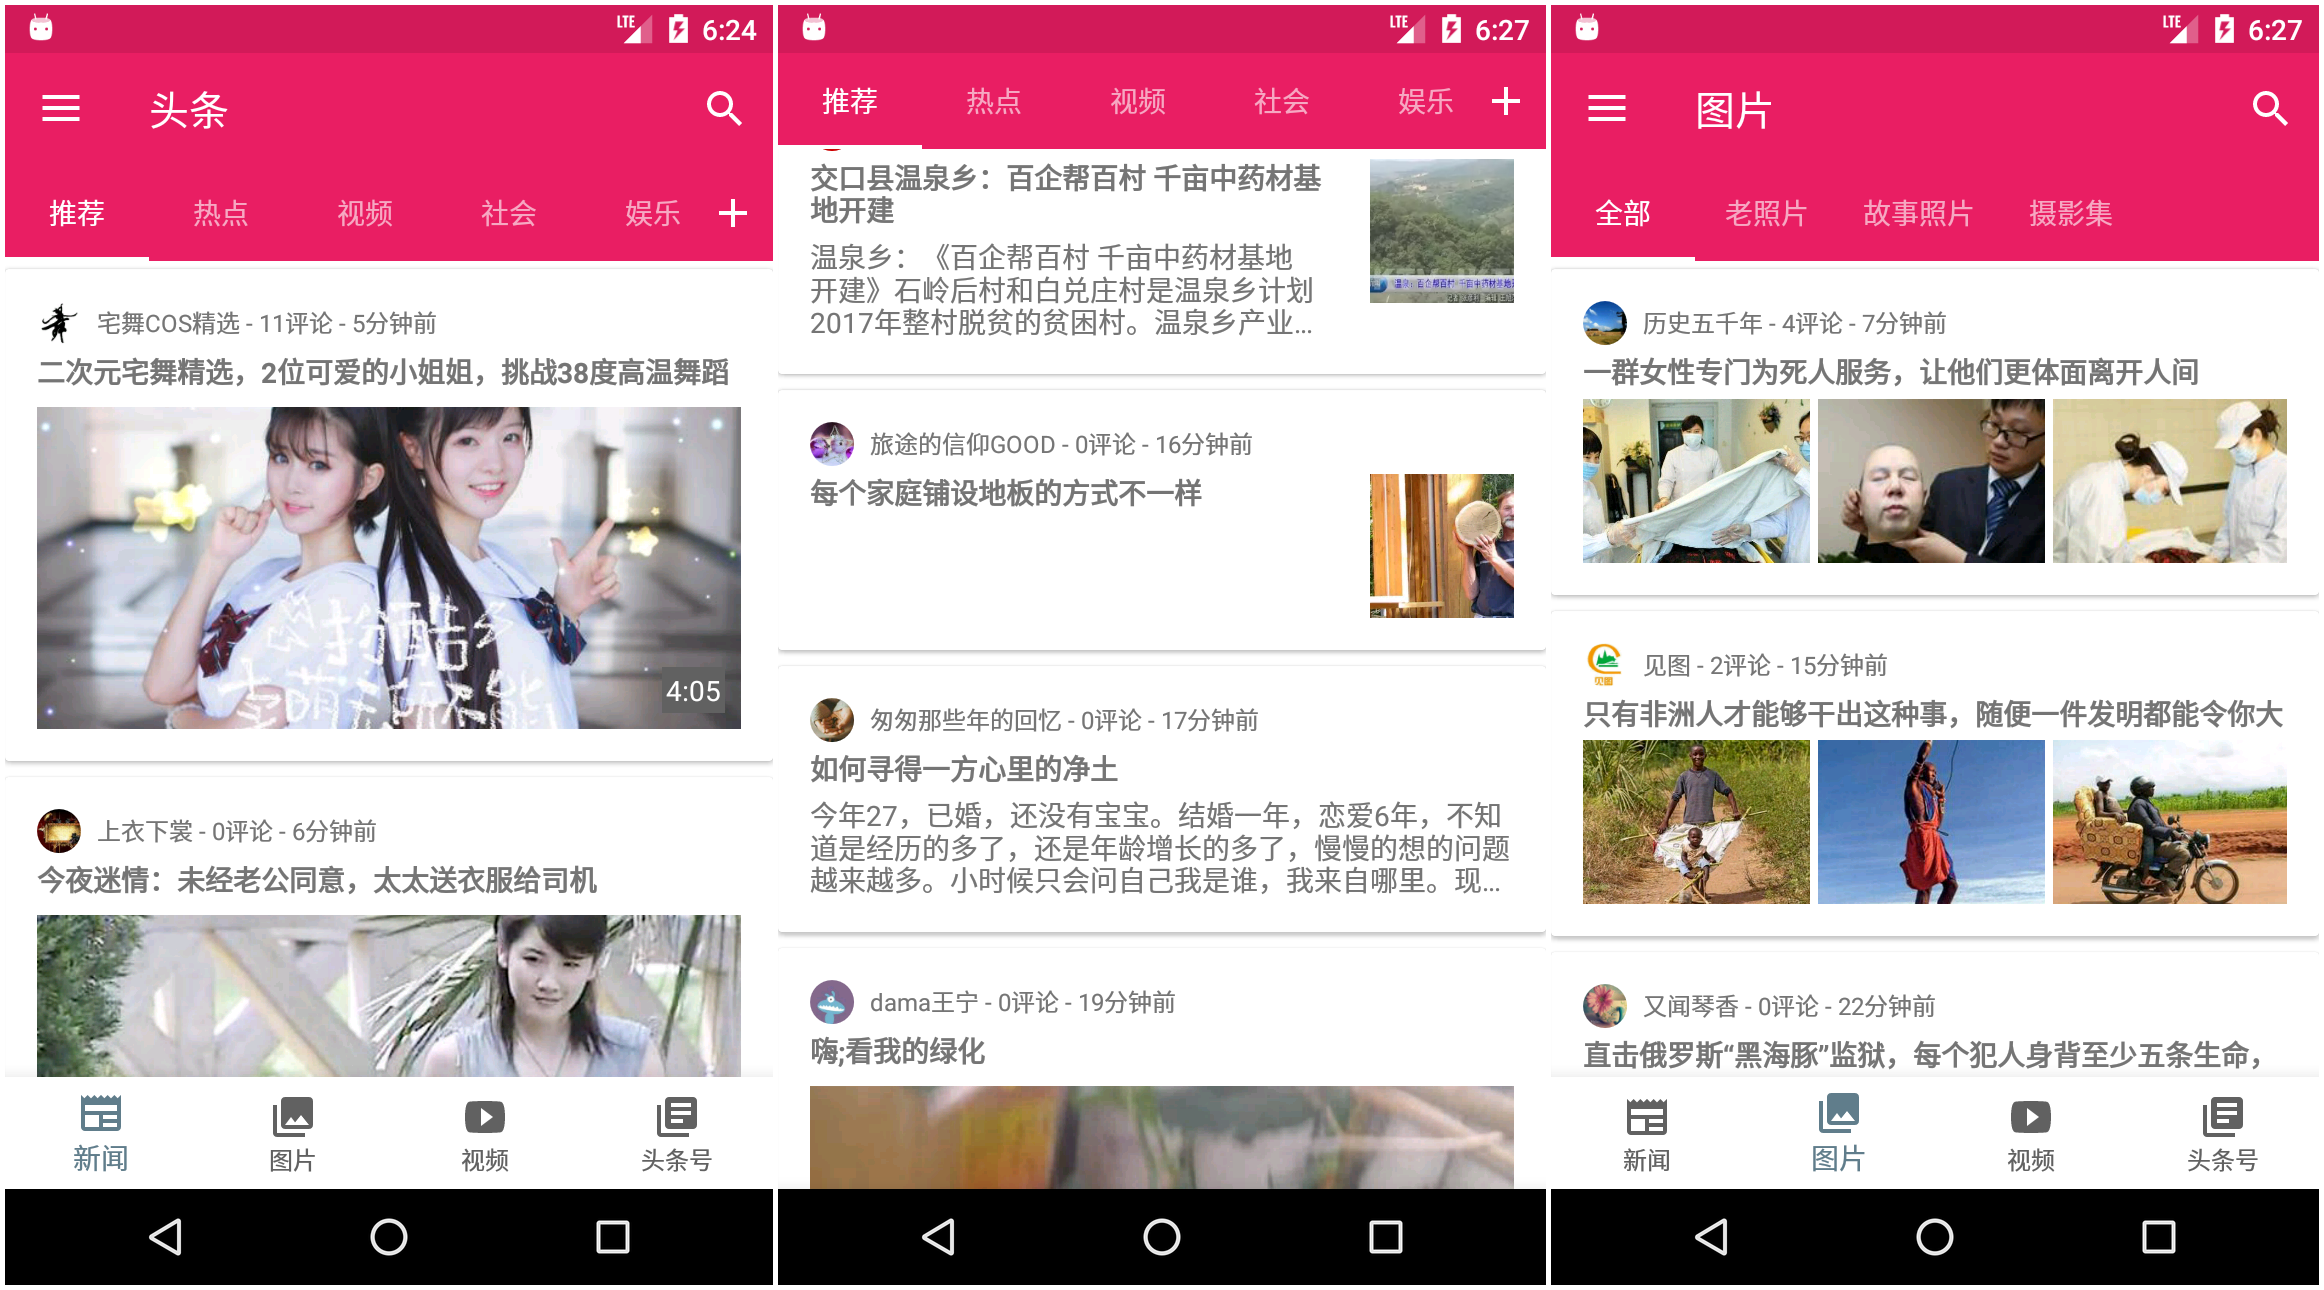 LTE 6:24
头条
推荐 热点 视频 社会 娱乐
宅舞COS精选 - 11评论 - 5分钟前
二次元宅舞精选，2位可爱的小姐姐，挑战38度高温舞蹈
4:05
上衣下裳 - 0评论 - 6分钟前
今夜迷情：未经老公同意，太太送衣服给司机
新闻 图片 视频 头条号
LTE 6:27
推荐 热点 视频 社会 娱乐
交口县温泉乡：百企帮百村 千亩中药材基
地开建
温泉乡：《百企帮百村 千亩中药材基地
开建》石岭后村和白兑庄村是温泉乡计划
2017年整村脱贫的贫困村。温泉乡产业...
温泉乡：百企帮百村 千亩中药材基地
旅途的信仰GOOD - 0评论 - 16分钟前
每个家庭铺设地板的方式不一样
匆匆那些年的回忆 - 0评论 - 17分钟前
如何寻得一方心里的净土
今年27，已婚，还没有宝宝。结婚一年，恋爱6年，不知
道是经历的多了，还是年龄增长的多了，慢慢的想的问题
越来越多。小时候只会问自己我是谁，我来自哪里。现...
dama王宁 - 0评论 - 19分钟前
嗨;看我的绿化
LTE 6:27
图片
全部 老照片 故事照片 摄影集
历史五千年 - 4评论 - 7分钟前
一群女性专门为死人服务，让他们更体面离开人间
见图
见图 - 2评论 - 15分钟前
只有非洲人才能够干出这种事，随便一件发明都能令你大
又闻琴香 - 0评论 - 22分钟前
直击俄罗斯“黑海豚”监狱，每个犯人身背至少五条生命，
新闻 图片 视频 头条号